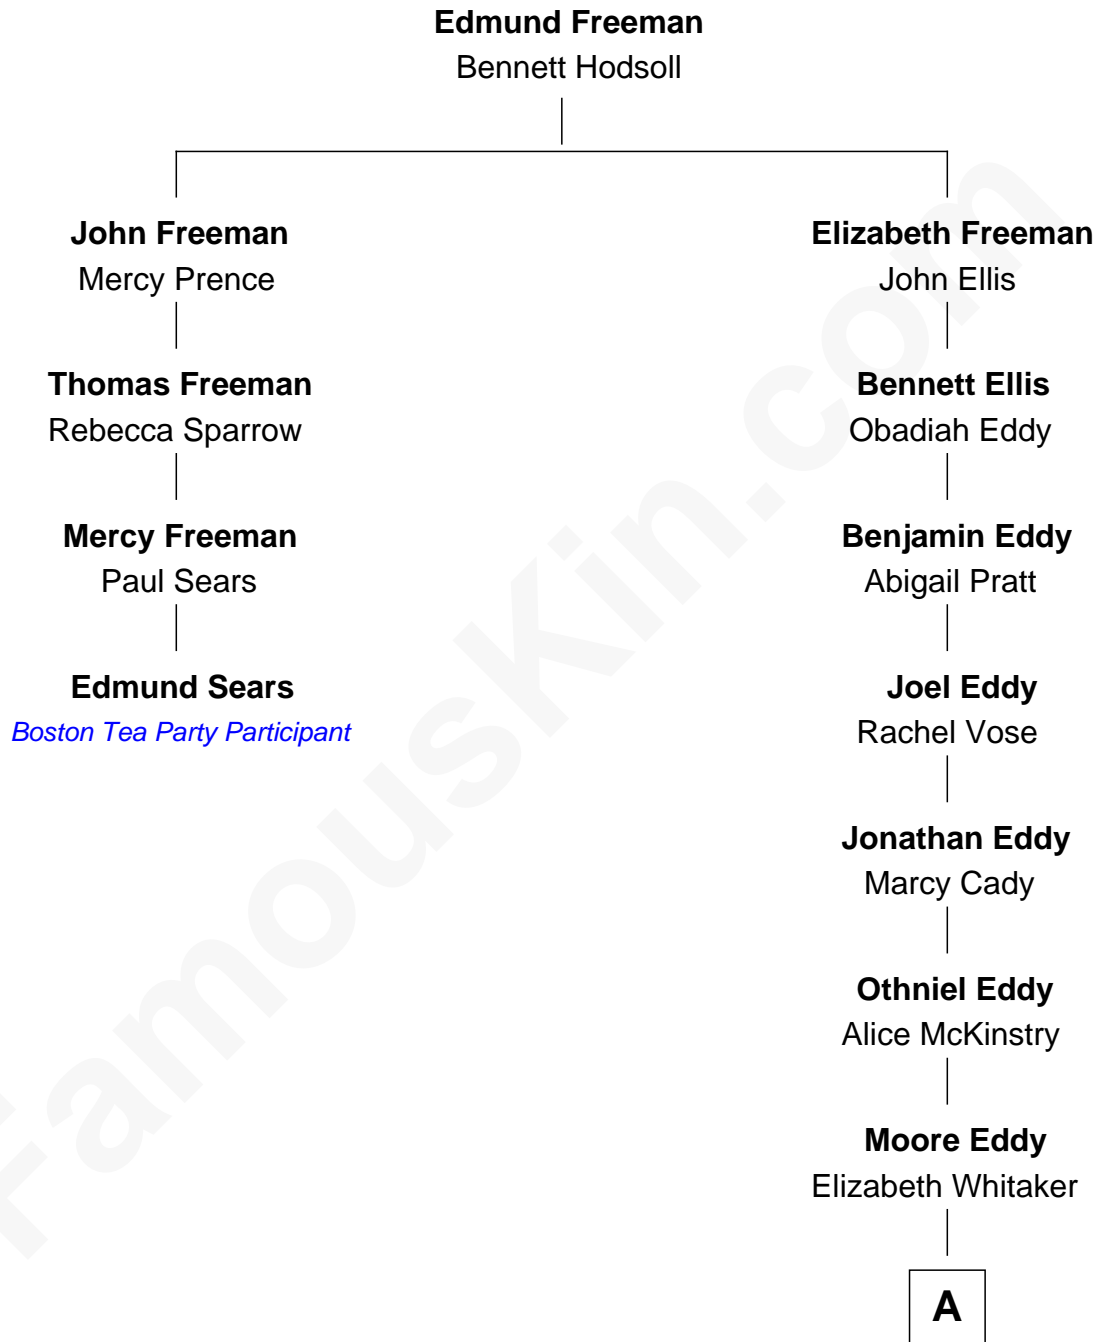 Edmund Freeman
Bennett Hodsoll
John Freeman
Mercy Prence
Thomas Freeman
Rebecca Sparrow
Mercy Freeman
Paul Sears
Edmund Sears
Boston Tea Party Participant
Elizabeth Freeman
John Ellis
Bennett Ellis
Obadiah Eddy
Benjamin Eddy
Abigail Pratt
Joel Eddy
Rachel Vose
Jonathan Eddy
Marcy Cady
Othniel Eddy
Alice McKinstry
Moore Eddy
Elizabeth Whitaker
A
FamousKin.com